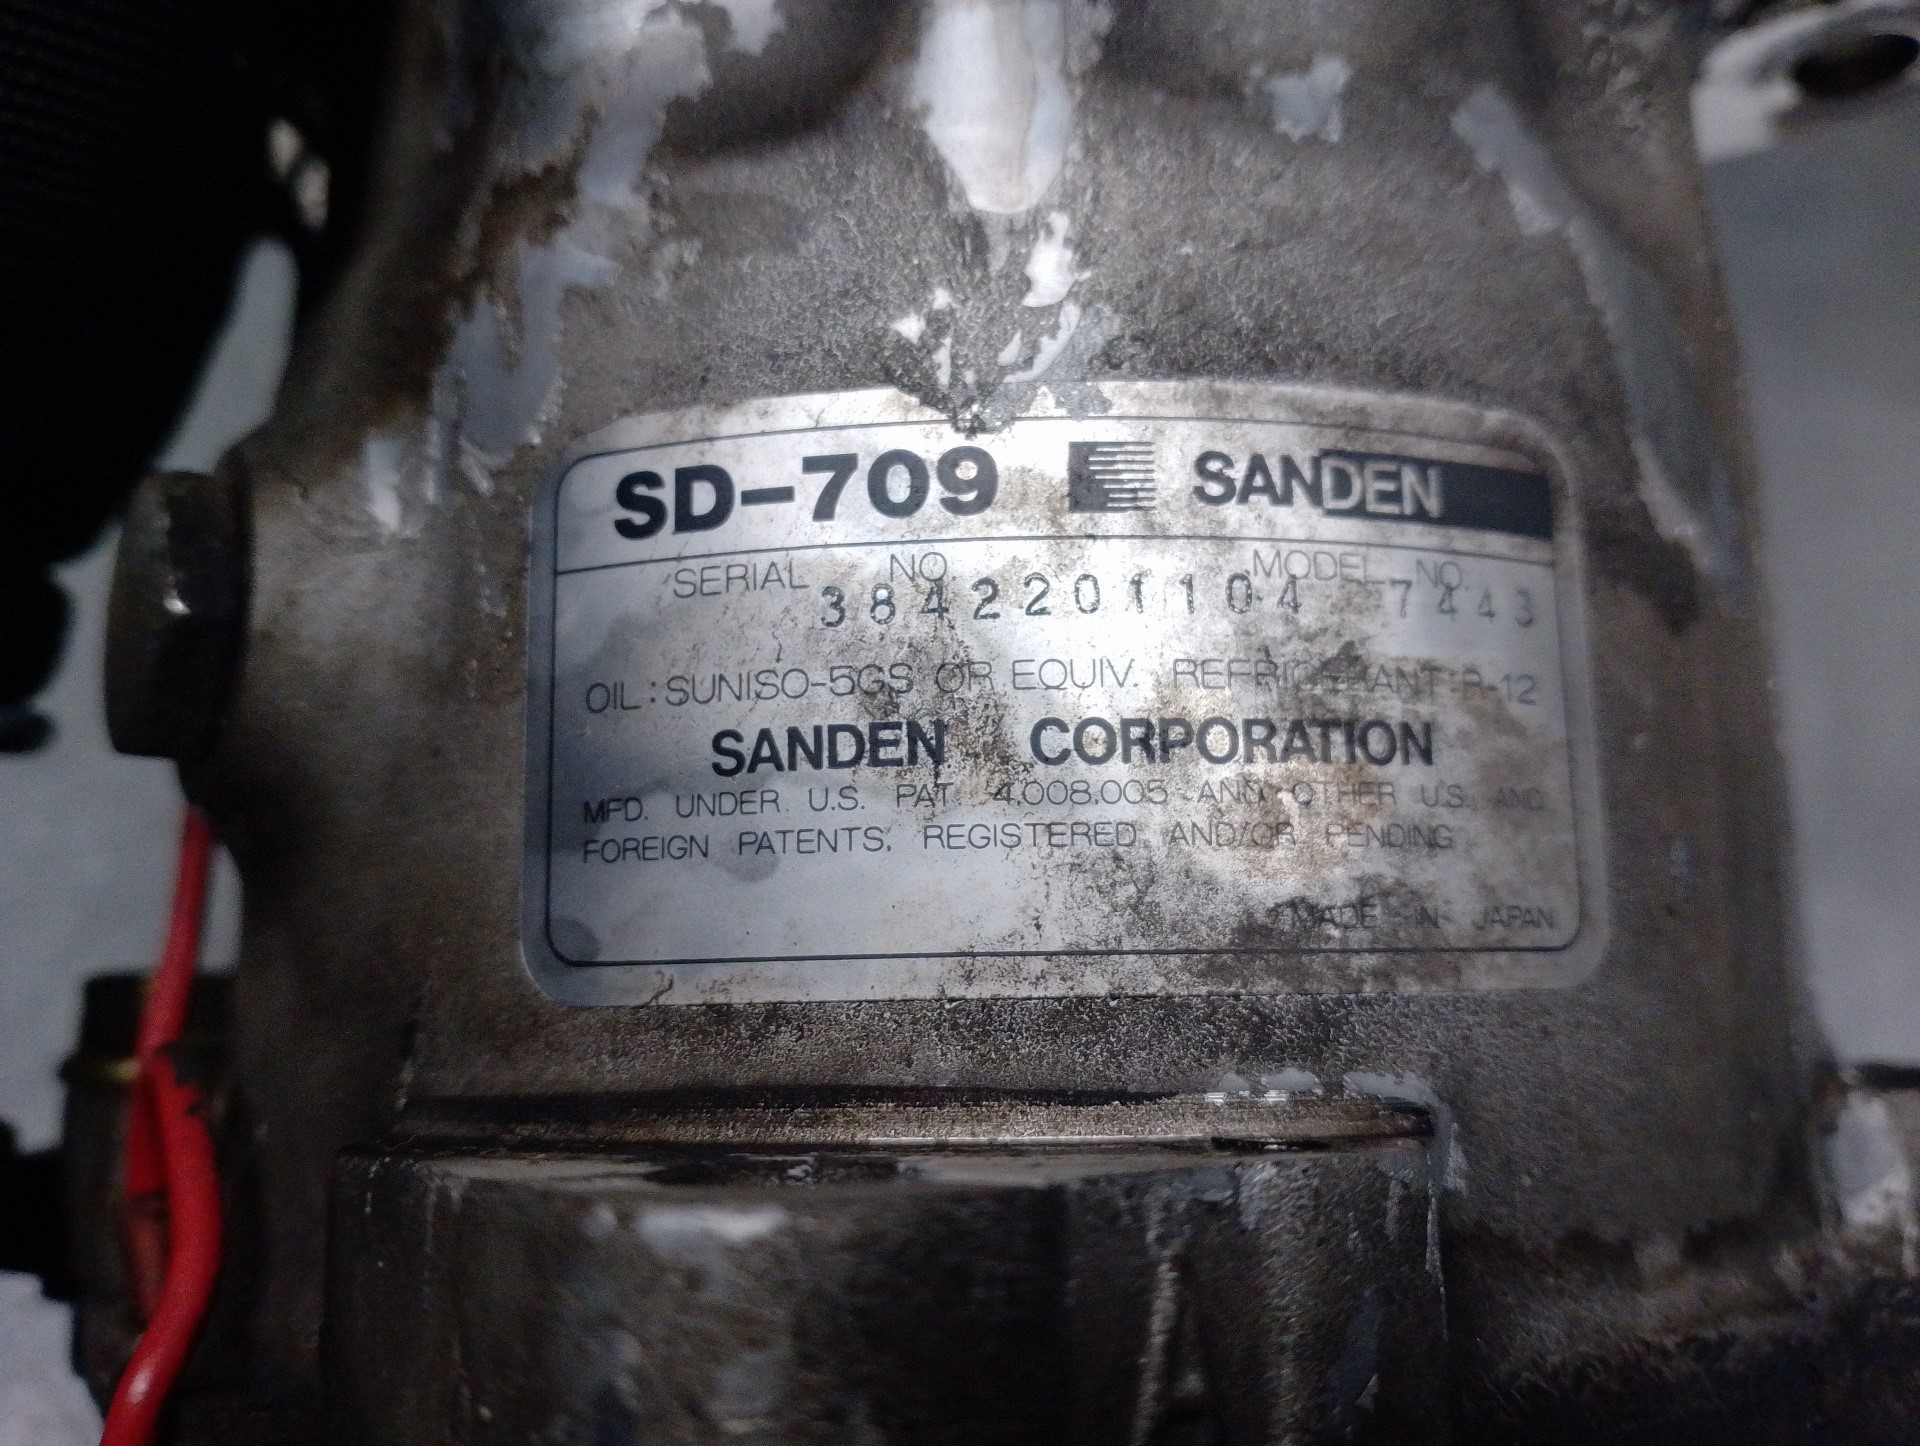 SD-709 SANDEN
SERIAL NO. MODEL NO.
3842201104 7443
OIL: SUNISO-5GS OR EQUIV. REFRIGERANT R-12
SANDEN CORPORATION
MFD. UNDER U.S. PAT. 4,008,005 AND OTHER U.S. AND
FOREIGN PATENTS, REGISTERED AND/OR PENDING
MADE IN JAPAN